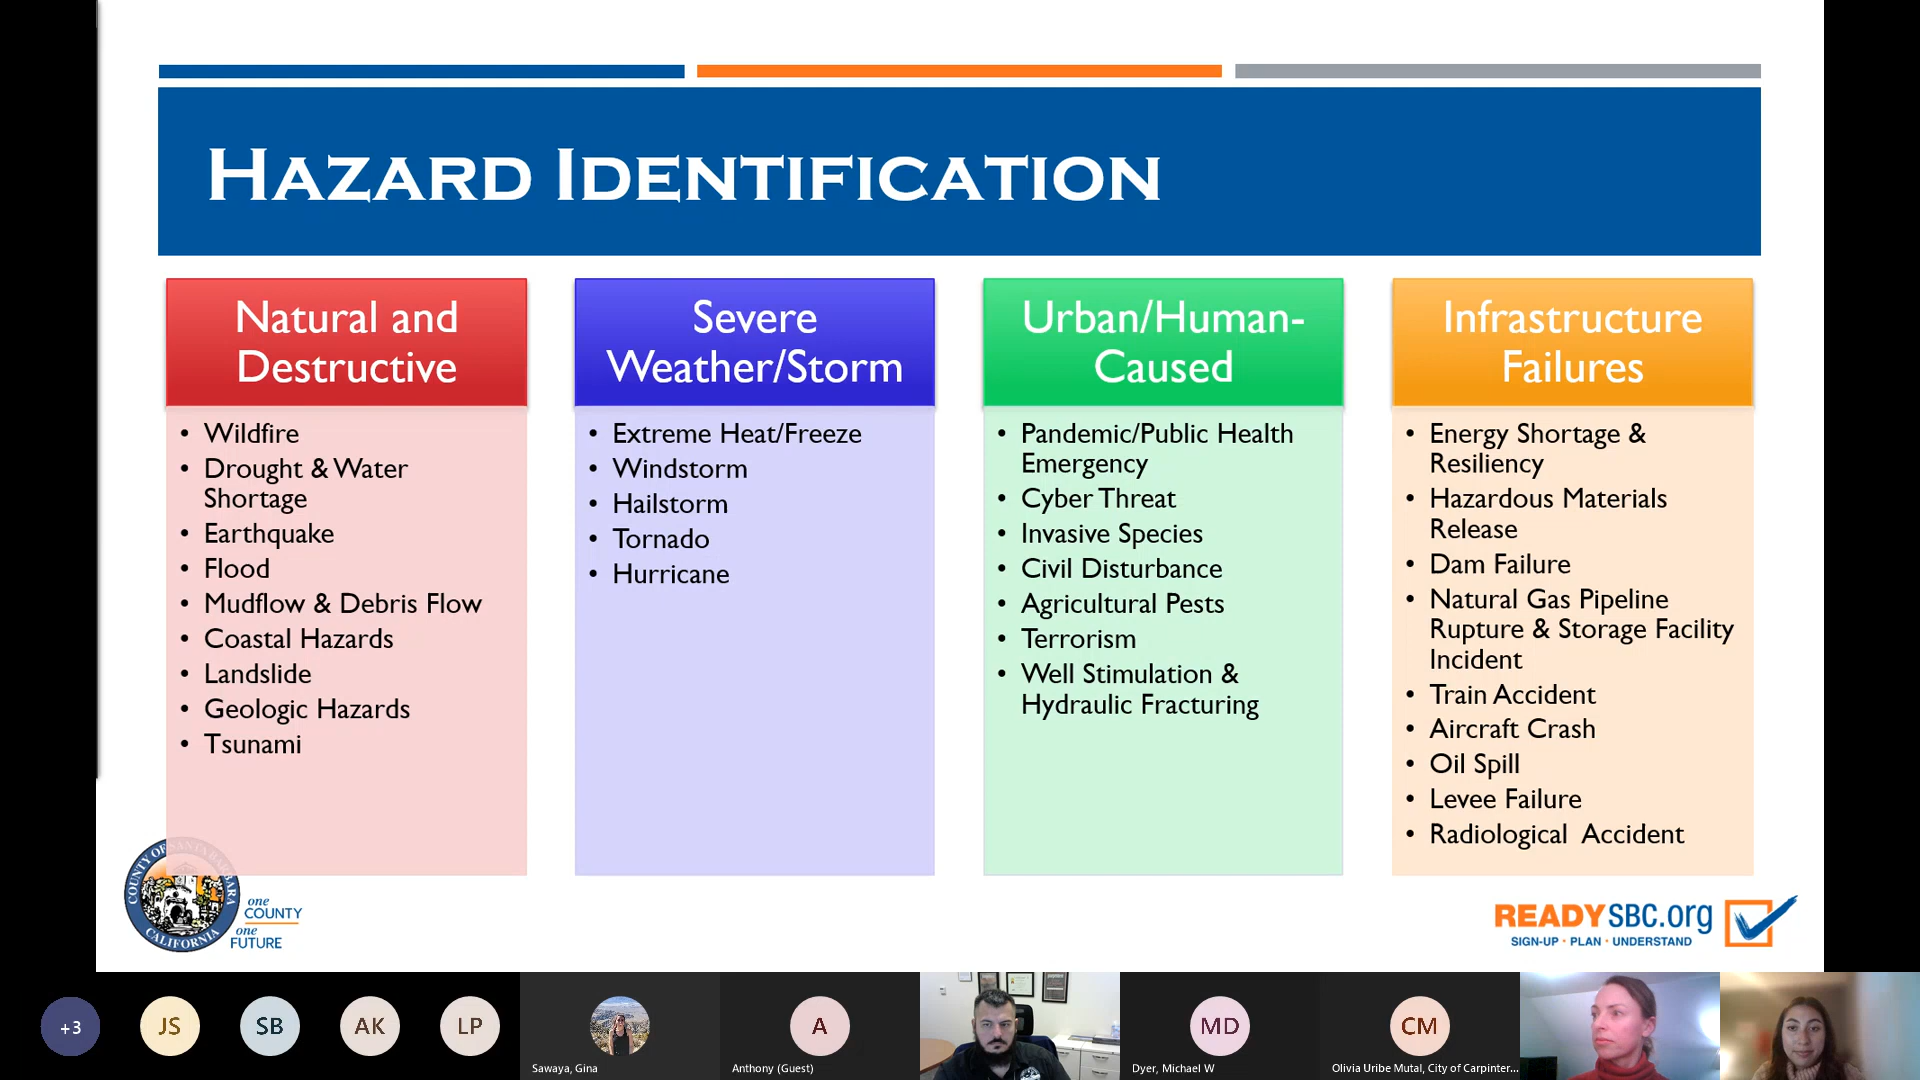 HAZARD IDENTIFICATION
Natural and
Destructive
• Wildfire
• Drought & Water
Shortage
• Earthquake
• Flood
• Mudflow & Debris Flow
• Coastal Hazards
• Landslide
• Geologic Hazards
• Tsunami
Severe
Weather/Storm
• Extreme Heat/Freeze
• Windstorm
• Hailstorm
• Tornado
• Hurricane
Urban/Human-
Caused
• Pandemic/Public Health
Emergency
• Cyber Threat
• Invasive Species
• Civil Disturbance
• Agricultural Pests
• Terrorism
• Well Stimulation &
Hydraulic Fracturing
Infrastructure
Failures
• Energy Shortage &
Resiliency
• Hazardous Materials
Release
• Dam Failure
• Natural Gas Pipeline
Rupture & Storage Facility
Incident
• Train Accident
• Aircraft Crash
• Oil Spill
• Levee Failure
• Radiological Accident
COUNTY OF SANTA BARBARA
CALIFORNIA
one
COUNTY
one
FUTURE
READYSBC.org
SIGN-UP · PLAN · UNDERSTAND
+3
JS
SB
AK
LP
Sawaya, Gina
A
Anthony (Guest)
MD
Dyer, Michael W
CM
Olivia Uribe Mutal, City of Carpinter...